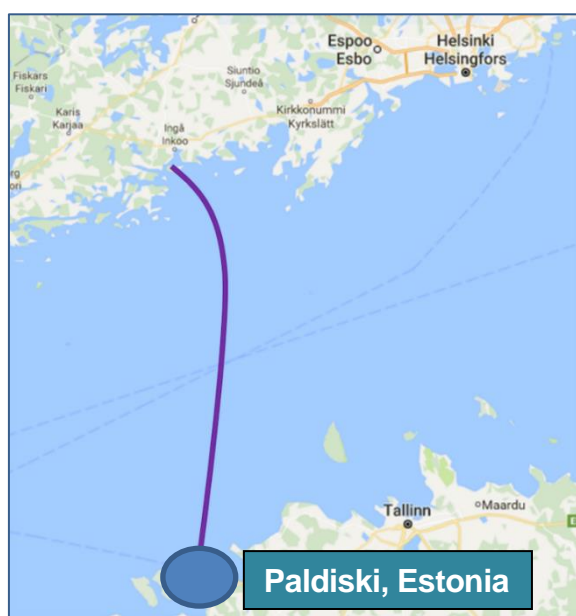 Espoo
Esbo
Helsinki
Helsingfors
Fiskars
Fiskari
Siuntio
Sjundeå
Karis
Karjaa
Kirkkonummi
Kyrkslätt
Ingå
Inkoo
Tallinn
Maardu
Paldiski, Estonia